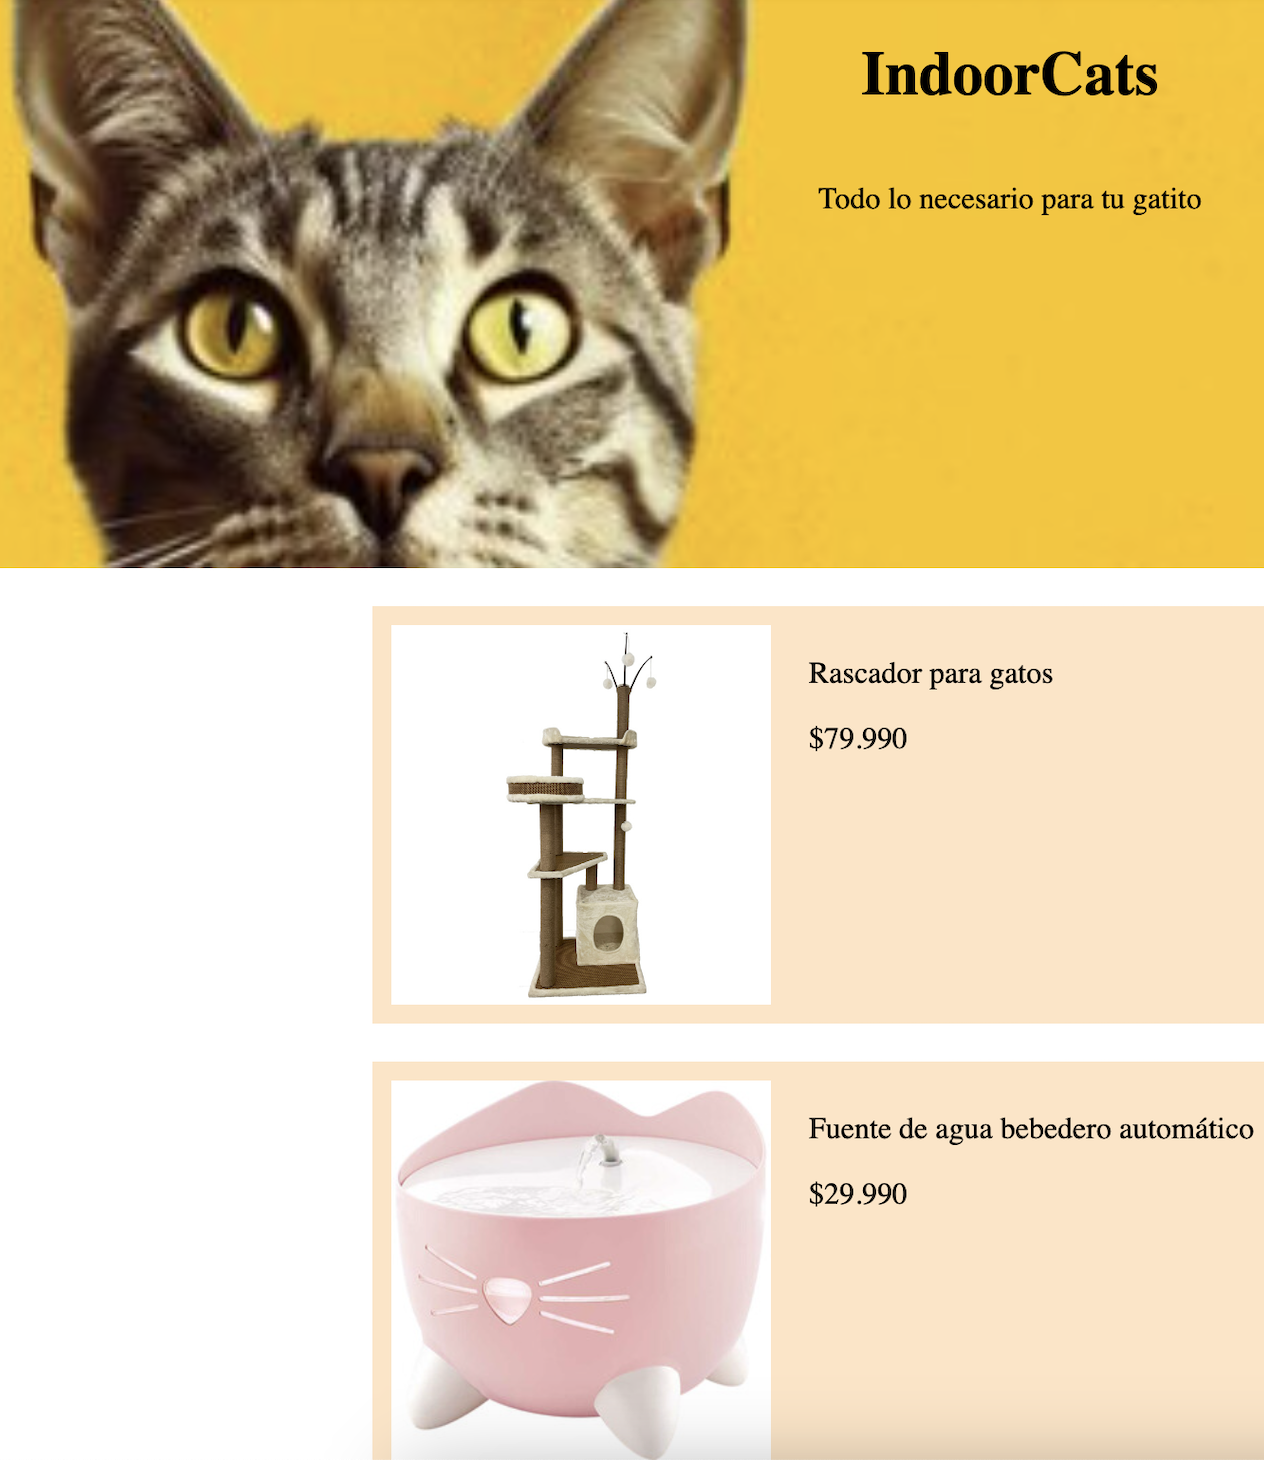 IndoorCats
Todo lo necesario para tu gatito
Rascador para gatos
$79.990
Fuente de agua bebedero automático
$29.990